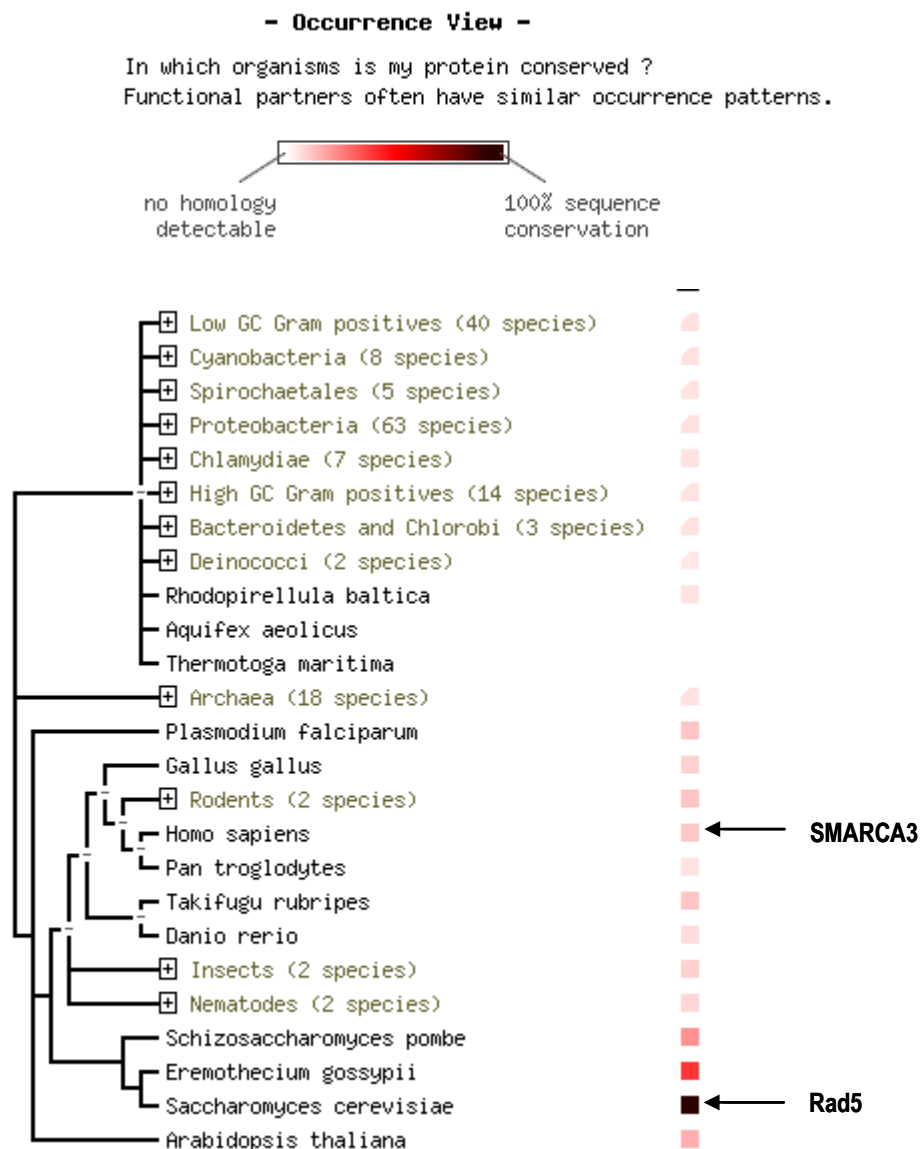 - Occurrence View -
In which organisms is my protein conserved ?
Functional partners often have similar occurrence patterns.
no homology detectable
100% sequence conservation
Low GC Gram positives (40 species)
Cyanobacteria (8 species)
Spirochaetales (5 species)
Proteobacteria (63 species)
Chlamydiae (7 species)
High GC Gram positives (14 species)
Bacteroidetes and Chlorobi (3 species)
Deinococci (2 species)
Rhodopirellula baltica
Aquifex aeolicus
Thermotoga maritima
Archaea (18 species)
Plasmodium falciparum
Gallus gallus
Rodents (2 species)
Homo sapiens SMARCA3
Pan troglodytes
Takifugu rubripes
Danio rerio
Insects (2 species)
Nematodes (2 species)
Schizosaccharomyces pombe
Eremothecium gossypii
Saccharomyces cerevisiae Rad5
Arabidopsis thaliana